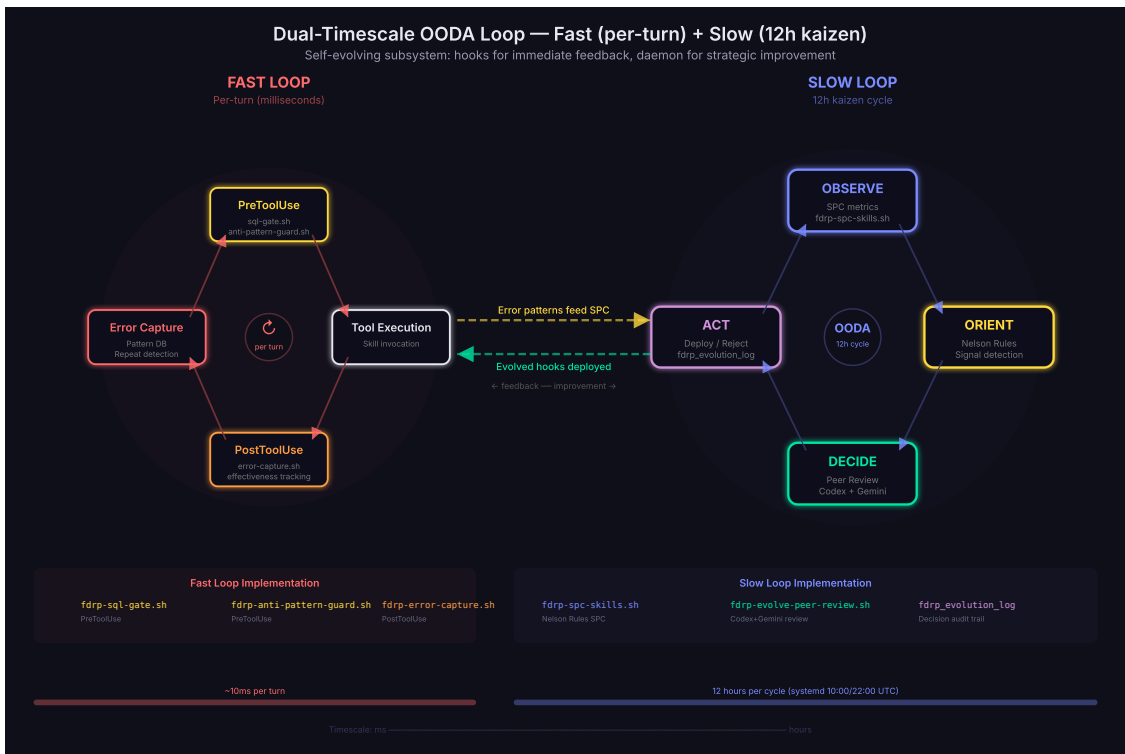 Dual-Timescale OODA Loop — Fast (per-turn) + Slow (12h kaizen)
Self-evolving subsystem: hooks for immediate feedback, daemon for strategic improvement
FAST LOOP
Per-turn (milliseconds)
SLOW LOOP
12h kaizen cycle
PreToolUse
sql-gate.sh
anti-pattern-guard.sh
Error Capture
Pattern DB
Repeat detection
↻
per turn
Tool Execution
Skill invocation
PostToolUse
error-capture.sh
effectiveness tracking
Error patterns feed SPC
Evolved hooks deployed
← feedback — improvement →
OBSERVE
SPC metrics
fdrp-spc-skills.sh
ACT
Deploy / Reject
fdrp_evolution_log
OODA
12h cycle
ORIENT
Nelson Rules
Signal detection
DECIDE
Peer Review
Codex + Gemini
Fast Loop Implementation
fdrp-sql-gate.sh
PreToolUse
fdrp-anti-pattern-guard.sh
PreToolUse
fdrp-error-capture.sh
PostToolUse
Slow Loop Implementation
fdrp-spc-skills.sh
Nelson Rules SPC
fdrp-evolve-peer-review.sh
Codex+Gemini review
fdrp_evolution_log
Decision audit trail
~10ms per turn
12 hours per cycle (systemd 10:00/22:00 UTC)
Timescale: ms ———————————————— hours